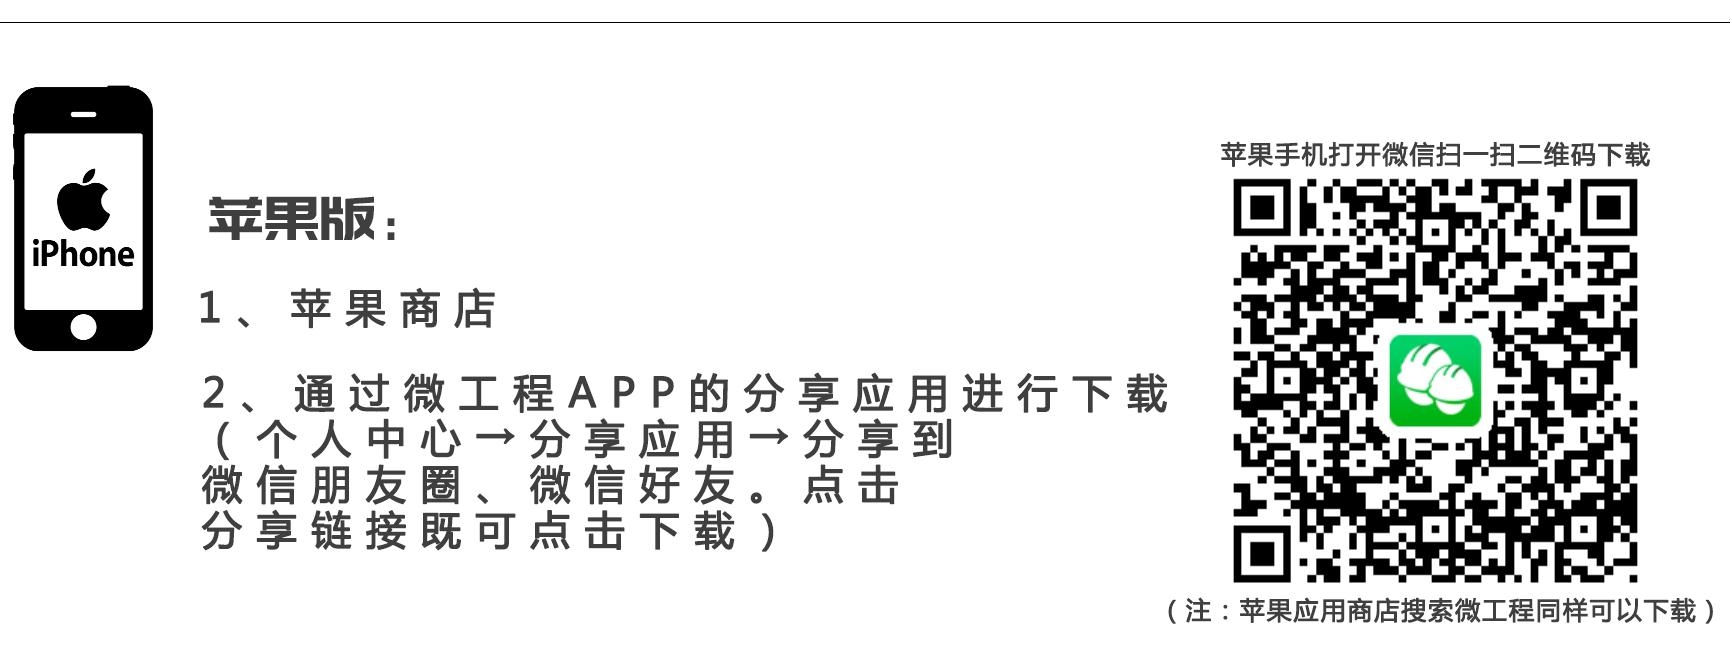 iPhone
苹果版：
1、苹果商店
2、通过微工程APP的分享应用进行下载
（个人中心→分享应用→分享到
微信朋友圈、微信好友。点击
分享链接既可点击下载）
苹果手机打开微信扫一扫二维码下载
（注：苹果应用商店搜索微工程同样可以下载）